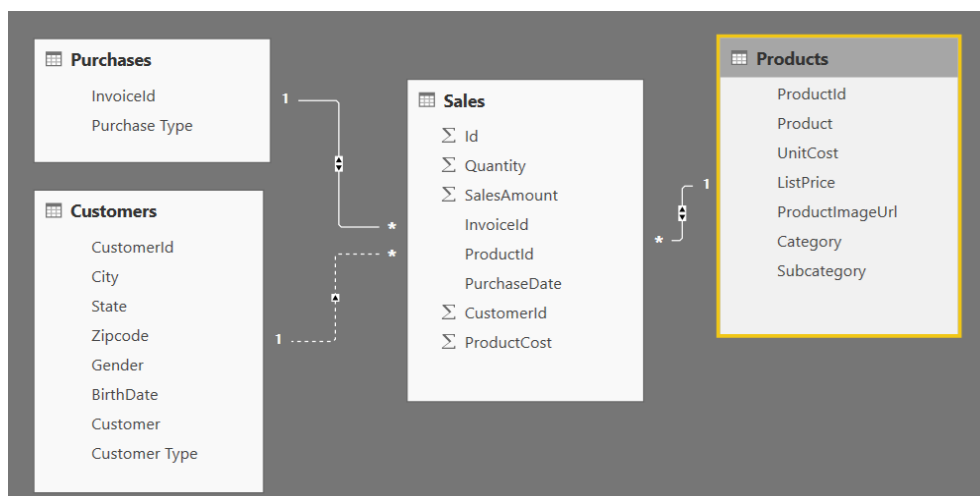 Purchases
InvoiceId
Purchase Type
1
Customers
CustomerId
City
State
Zipcode
Gender
BirthDate
Customer
Customer Type
1
Sales
Σ Id
Σ Quantity
Σ SalesAmount
InvoiceId
ProductId
PurchaseDate
Σ CustomerId
Σ ProductCost
*
*
*
1
Products
ProductId
Product
UnitCost
ListPrice
ProductImageUrl
Category
Subcategory